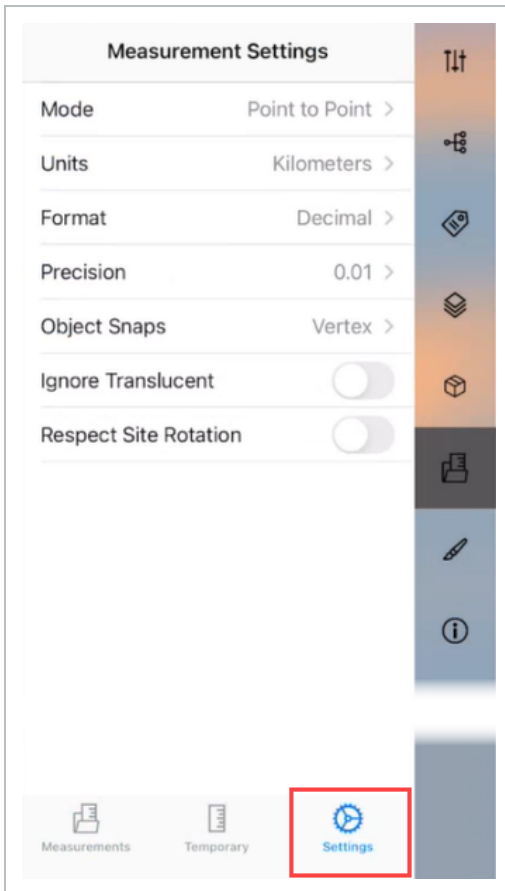 Measurement Settings
Mode Point to Point >
Units Kilometers >
Format Decimal >
Precision 0.01 >
Object Snaps Vertex >
Ignore Translucent
Respect Site Rotation
Measurements Temporary Settings